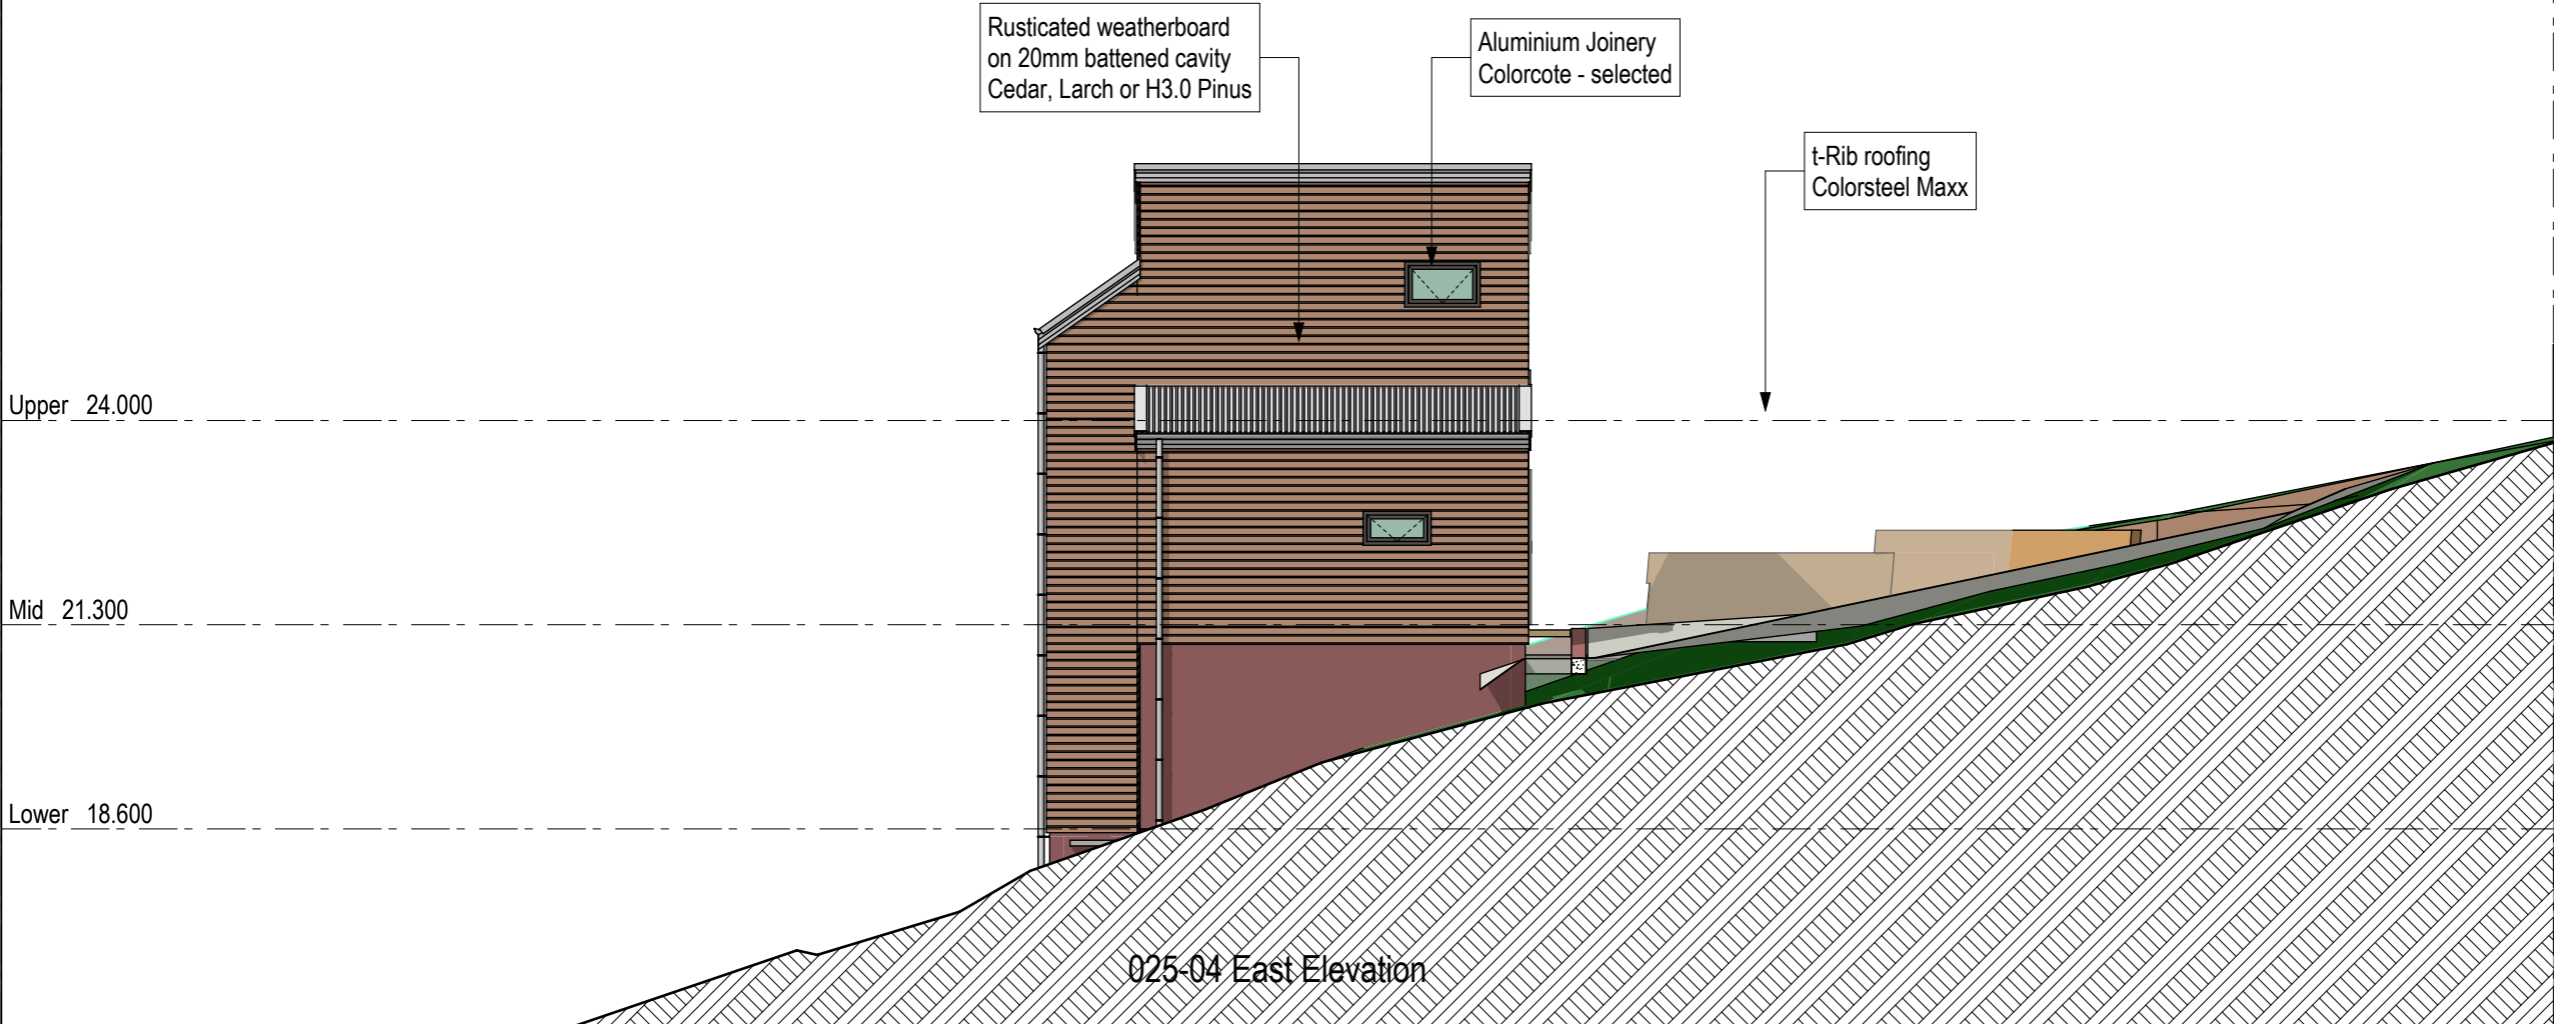 Rusticated weatherboard
on 20mm battened cavity
Cedar, Larch or H3.0 Pinus
Aluminium Joinery
Colorcote - selected
t-Rib roofing
Colorsteel Maxx
Upper 24.000
Mid 21.300
Lower 18.600
025-04 East Elevation